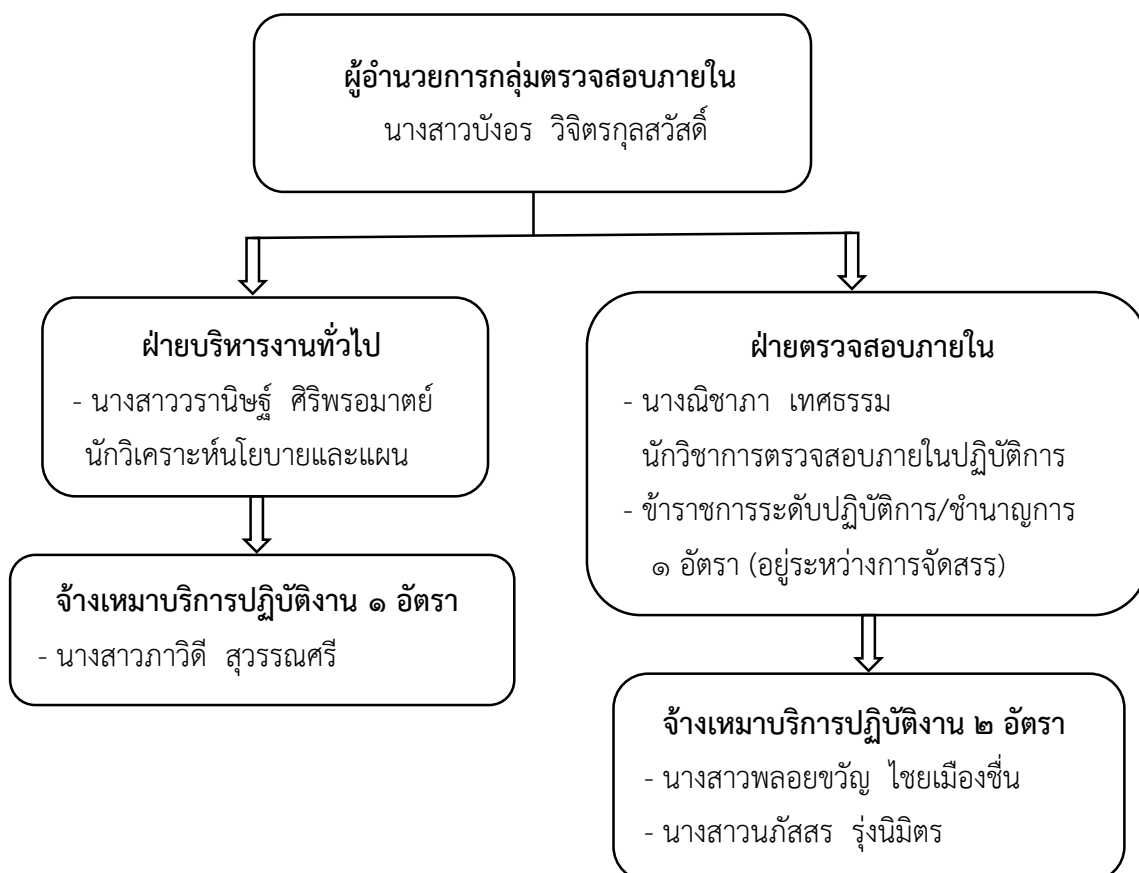 ผู้อำนวยการกลุ่มตรวจสอบภายใน
นางสาวบังอร วิจิตรกุลสวัสดิ์
ฝ่ายบริหารงานทั่วไป
- นางสาววรานิษฐ์ ศิริพรอมาตย์
นักวิเคราะห์นโยบายและแผน
จ้างเหมาบริการปฏิบัติงาน ๑ อัตรา
- นางสาวภาวิดี สุวรรณศรี
ฝ่ายตรวจสอบภายใน
- นางณิชาภา เทศธรรม
นักวิชาการตรวจสอบภายในปฏิบัติการ
- ข้าราชการระดับปฏิบัติการ/ชำนาญการ
๑ อัตรา (อยู่ระหว่างการจัดสรร)
จ้างเหมาบริการปฏิบัติงาน ๒ อัตรา
- นางสาวพลอยขวัญ ไชยเมืองชื่น
- นางสาวนภัสสร รุ่งนิมิตร